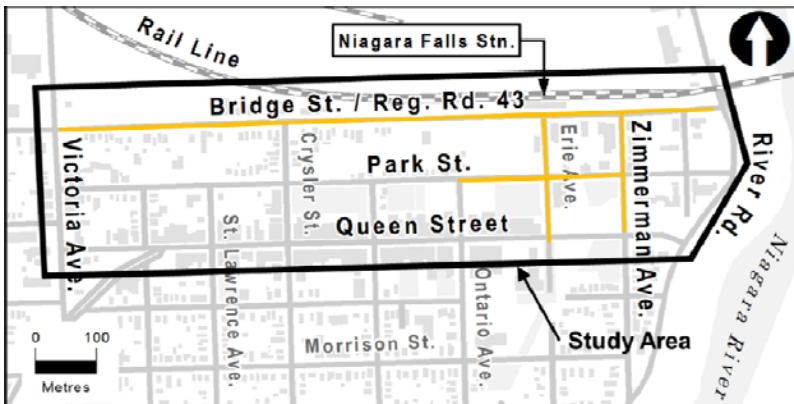 Rail Line
Niagara Falls Stn.
Bridge St. / Reg. Rd. 43
Victoria Ave.
Crysler St.
Park St.
Erie Ave.
Zimmerman Ave.
River Rd.
St. Lawrence Ave.
Queen Street
Ontario Ave.
Niagara River
Morrison St.
Study Area
0 100
Metres